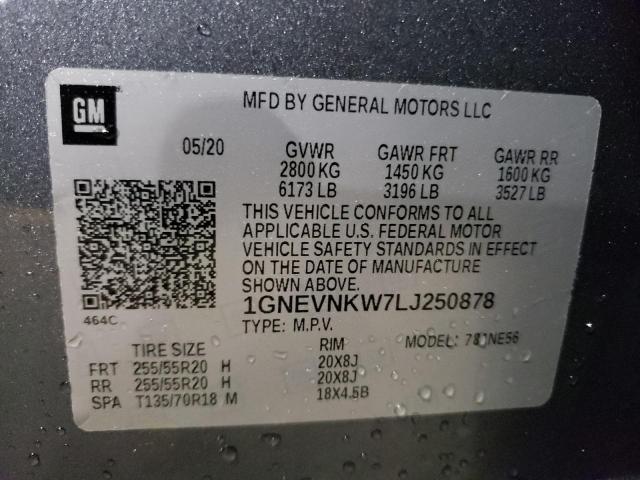 GM
MFD BY GENERAL MOTORS LLC
05/20 GVWR GAWR FRT GAWR RR
2800 KG 1450 KG 1600 KG
6173 LB 3196 LB 3527 LB
THIS VEHICLE CONFORMS TO ALL
APPLICABLE U.S. FEDERAL MOTOR
VEHICLE SAFETY STANDARDS IN EFFECT
ON THE DATE OF MANUFACTURE
SHOWN ABOVE.
1GNEVNKW7LJ250878
464C
TYPE: M.P.V.
MODEL:
TIRE SIZE RIM
FRT 255/55R20 H 20X8J
RR 255/55R20 H 20X8J
SPA T135/70R18 M 18X4.5B